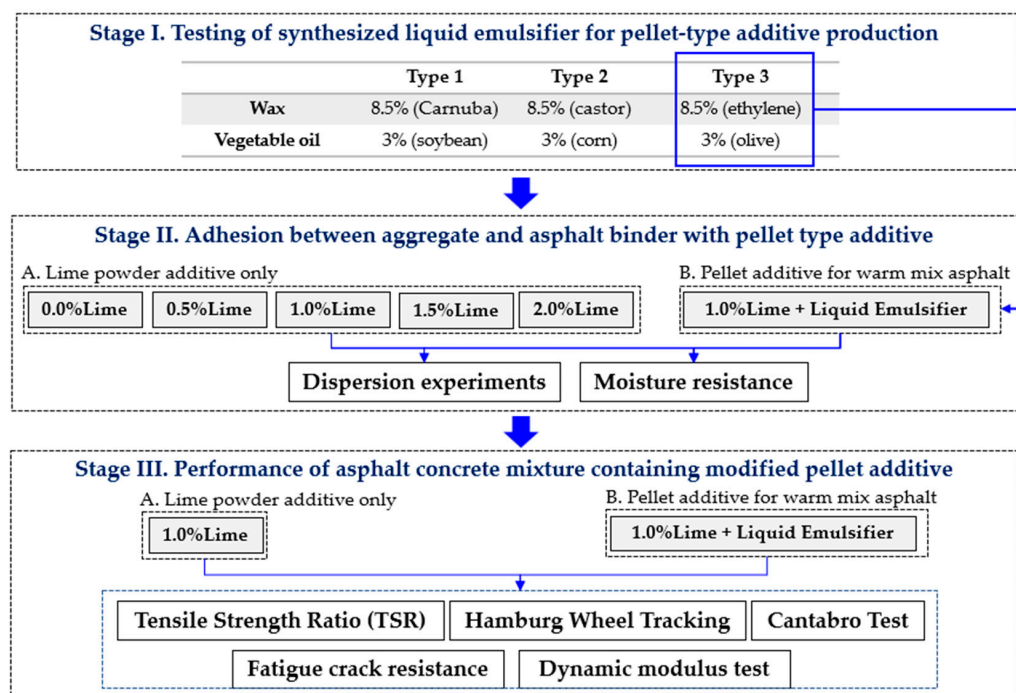 Stage I. Testing of synthesized liquid emulsifier for pellet-type additive production
Type 1 Type 2 Type 3
Wax 8.5% (Carnuba) 8.5% (castor) 8.5% (ethylene)
Vegetable oil 3% (soybean) 3% (corn) 3% (olive)
Stage II. Adhesion between aggregate and asphalt binder with pellet type additive
A. Lime powder additive only B. Pellet additive for warm mix asphalt
0.0%Lime 0.5%Lime 1.0%Lime 1.5%Lime 2.0%Lime 1.0%Lime + Liquid Emulsifier
Dispersion experiments Moisture resistance
Stage III. Performance of asphalt concrete mixture containing modified pellet additive
A. Lime powder additive only B. Pellet additive for warm mix asphalt
1.0%Lime 1.0%Lime + Liquid Emulsifier
Tensile Strength Ratio (TSR) Hamburg Wheel Tracking Cantabro Test
Fatigue crack resistance Dynamic modulus test